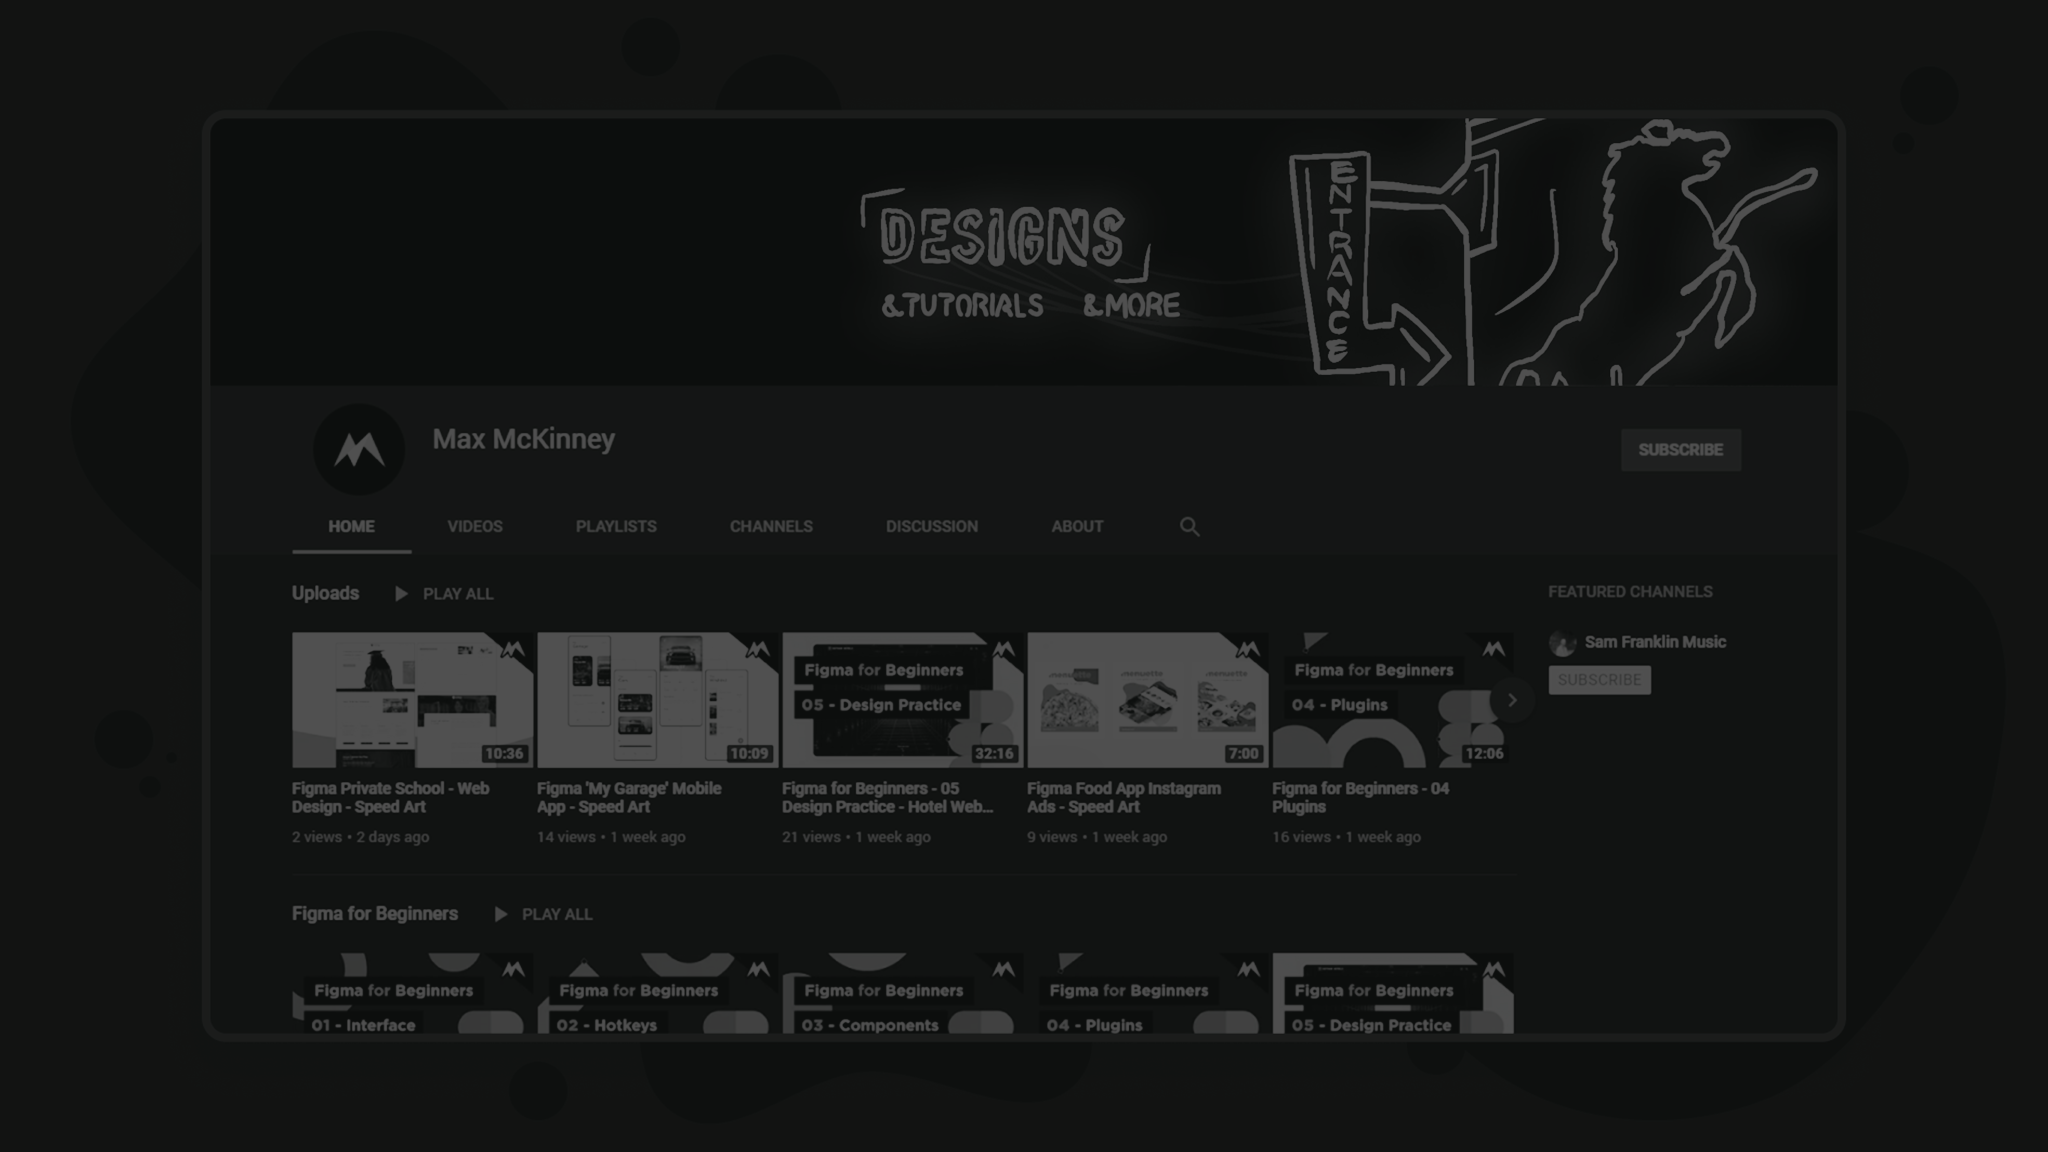 DESIGNS
&TUTORIALS &MORE
ENTRANCE
Max McKinney
SUBSCRIBE
HOME VIDEOS PLAYLISTS CHANNELS DISCUSSION ABOUT
Uploads PLAY ALL
FEATURED CHANNELS
Sam Franklin Music
SUBSCRIBE
10:36
10:09
Figma for Beginners
05 - Design Practice
32:16
7:00
Figma for Beginners
04 - Plugins
12:06
Figma Private School - Web
Design - Speed Art
2 views • 2 days ago
Figma 'My Garage' Mobile
App - Speed Art
14 views • 1 week ago
Figma for Beginners - 05
Design Practice - Hotel Web...
21 views • 1 week ago
Figma Food App Instagram
Ads - Speed Art
9 views • 1 week ago
Figma for Beginners - 04
Plugins
16 views • 1 week ago
Figma for Beginners PLAY ALL
Figma for Beginners
01 - Interface
Figma for Beginners
02 - Hotkeys
Figma for Beginners
03 - Components
Figma for Beginners
04 - Plugins
Figma for Beginners
05 - Design Practice